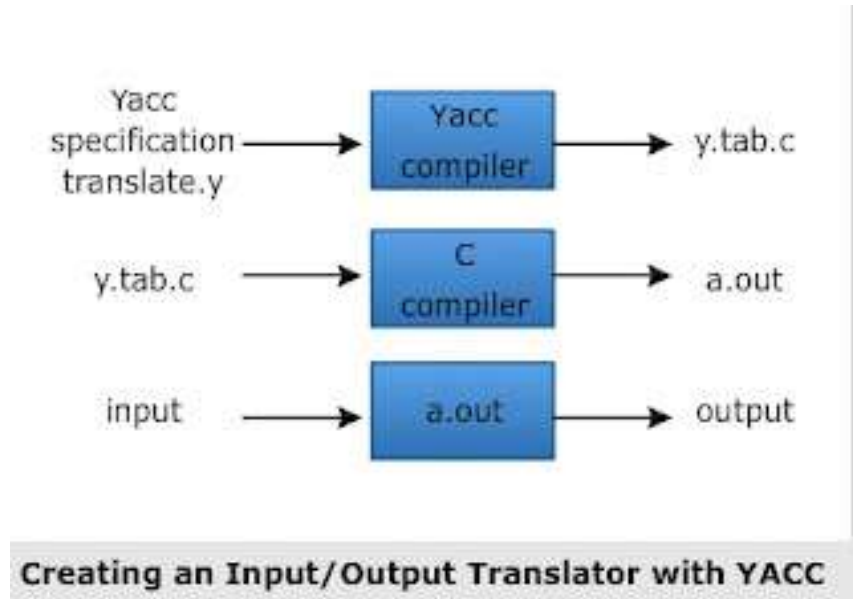 Yacc
specification
translate.y
Yacc
compiler
y.tab.c
y.tab.c
C
compiler
a.out
input
a.out
output
Creating an Input/Output Translator with YACC